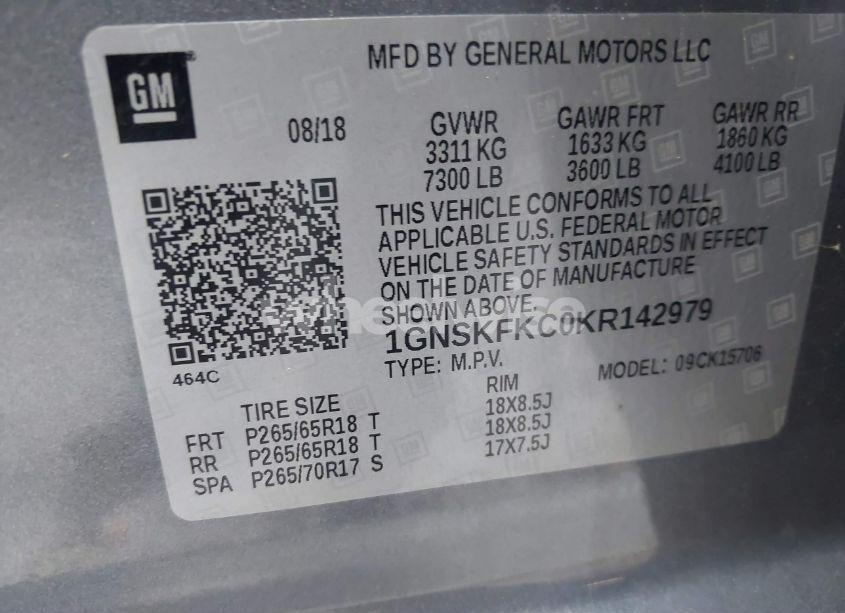 MFD BY GENERAL MOTORS LLC
GM
08/18
GVWR GAWR FRT GAWR RR
3311 KG 1633 KG 1860 KG
7300 LB 3600 LB 4100 LB
THIS VEHICLE CONFORMS TO ALL
APPLICABLE U.S. FEDERAL MOTOR
VEHICLE SAFETY STANDARDS IN EFFECT
ON THE DATE OF MANUFACTURE
SHOWN ABOVE.
1GNSKFKC0KR142979
TYPE: M.P.V. MODEL: 09CK15706
464C
TIRE SIZE RIM
FRT P265/65R18 T 18X8.5J
RR P265/65R18 T 18X8.5J
SPA P265/70R17 S 17X7.5J